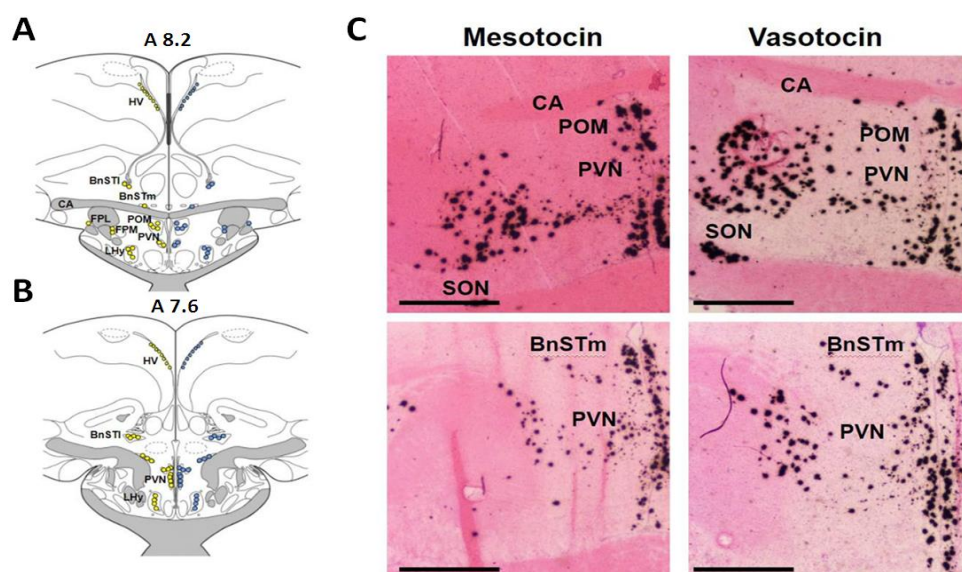 A
A 8.2
HV
BnSTl
BnSTm
CA
FPL
POM
FPM
PVN
LHy
B
A 7.6
HV
BnSTl
PVN
LHy
C
Mesotocin
Vasotocin
CA
POM
PVN
SON
CA
POM
PVN
SON
BnSTm
PVN
BnSTm
PVN